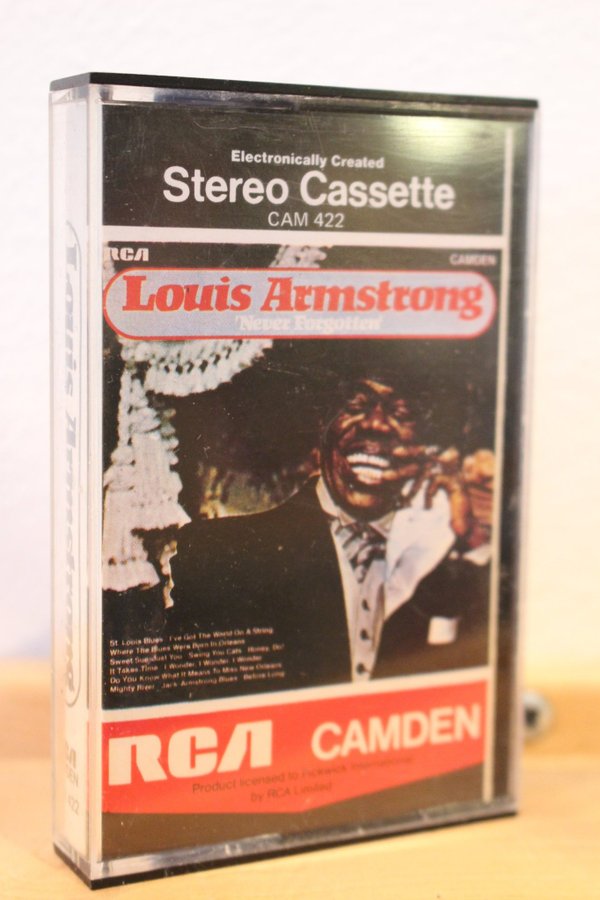 Electronically Created
Stereo Cassette
CAM 422
RCA CAMDEN
Louis Armstrong
'Never Forgotten'
St. Louis Blues I've Got The World On A String
Where The Blues Were Born In Orleans
Sweet Sue Just You Swing You Cats Honey, Do!
It Takes Time I Wonder, I Wonder, I Wonder
Do You Know What It Means To Miss New Orleans
Mighty River Jack-Armstrong Blues Before Long
RCA CAMDEN
Product licensed to Pickwick International
by RCA Limited
Louis Armstrong
422